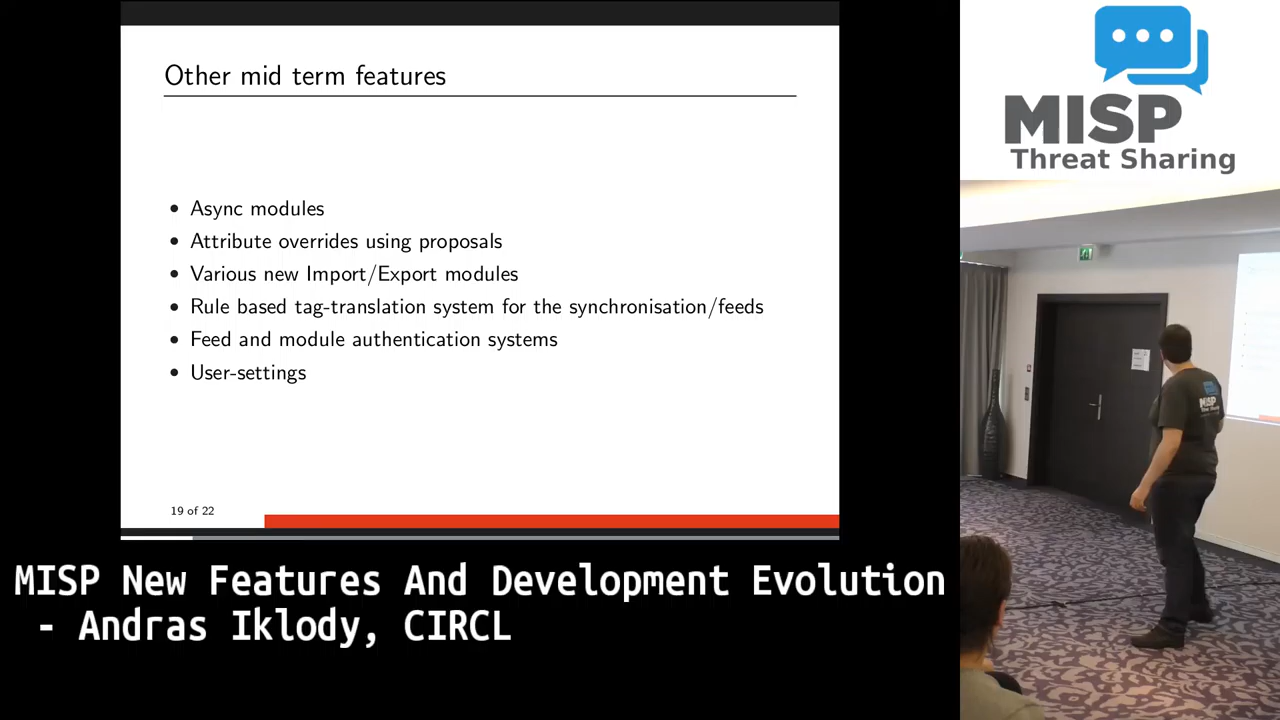 Other mid term features
• Async modules
• Attribute overrides using proposals
• Various new Import/Export modules
• Rule based tag-translation system for the synchronisation/feeds
• Feed and module authentication systems
• User-settings
19 of 22
MISP New Features And Development Evolution
- Andras Iklody, CIRCL
MISP
Threat Sharing
MISP